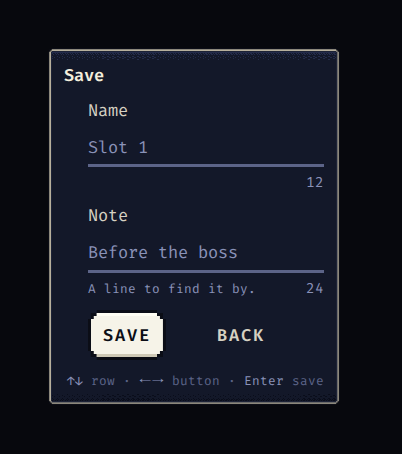 Save
Name
Slot 1
12
Note
Before the boss
A line to find it by. 24
SAVE BACK
↑↓ row · ←→ button · Enter save